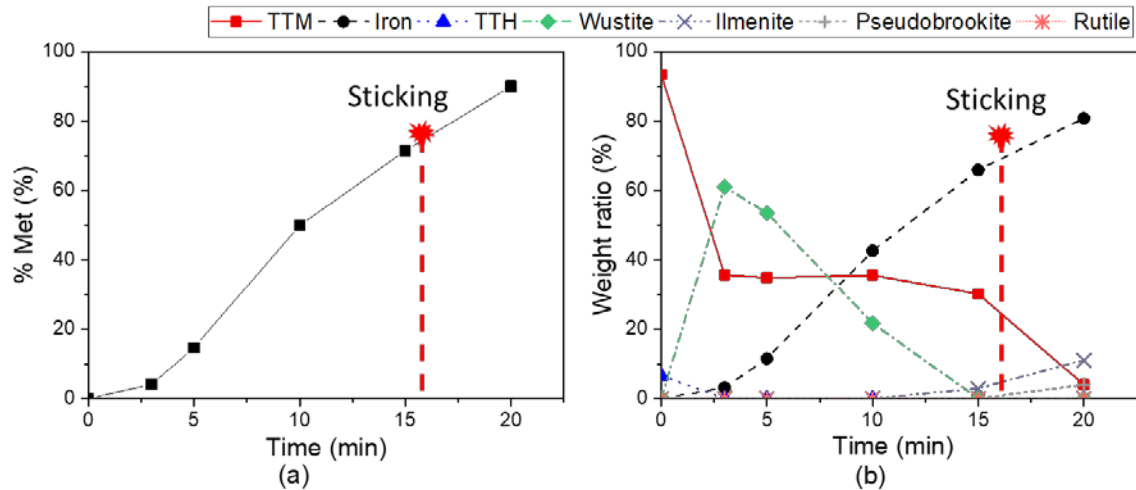 TTM Iron TTH Wustite Ilmenite Pseudobrookite Rutile
100
80
60
40
20
0
% Met (%)
Sticking
0 5 10 15 20
Time (min)
(a)
100
80
60
40
20
0
Weight ratio (%)
Sticking
0 5 10 15 20
Time (min)
(b)